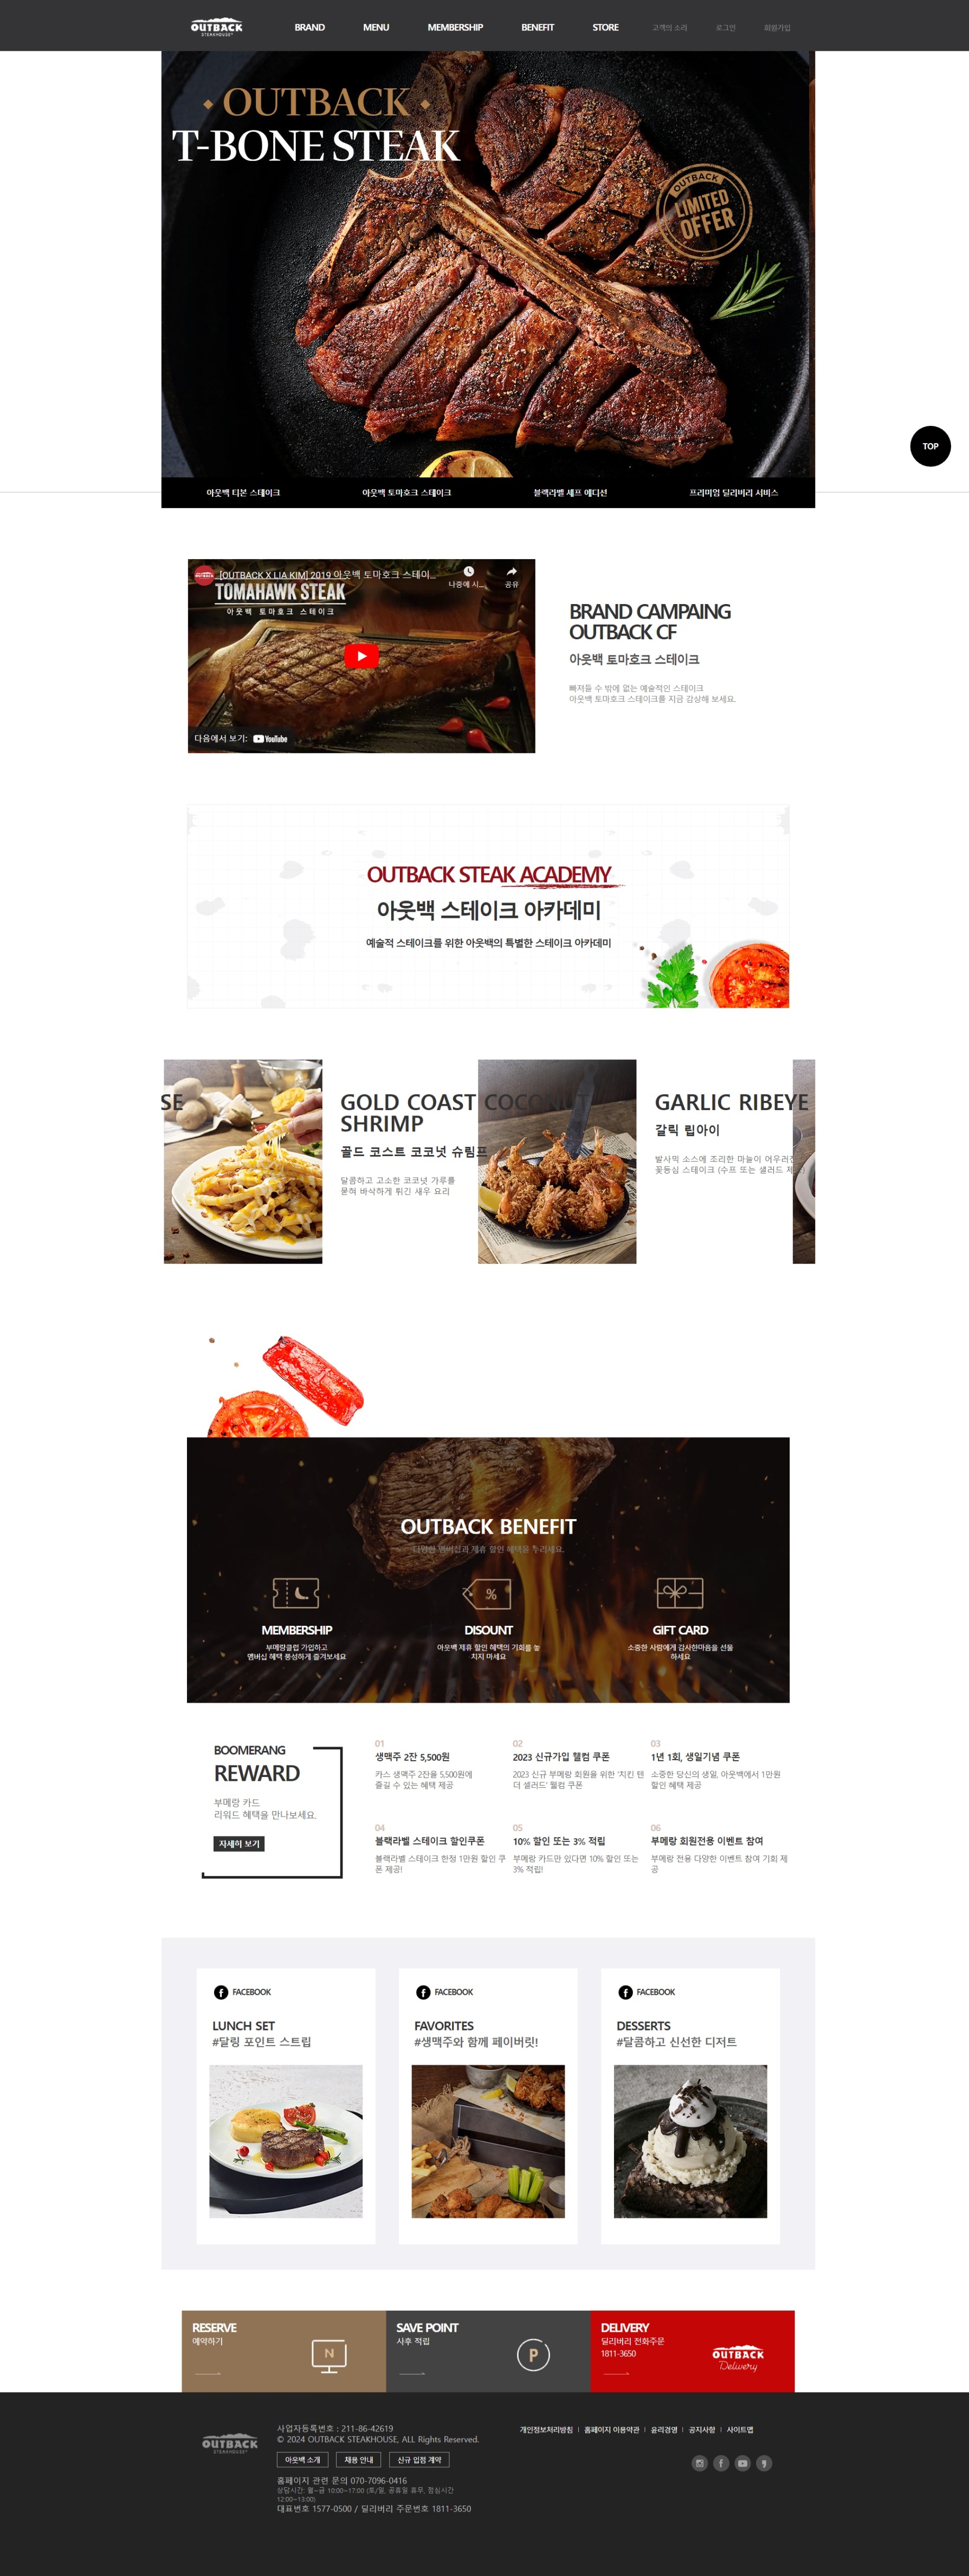 OUTBACK
STEAKHOUSE
BRAND
MENU
MEMBERSHIP
BENEFIT
STORE
고객의 소리
로그인
회원가입
OUTBACK
T-BONE STEAK
OUTBACK
LIMITED
OFFER
TOP
아웃백 티본 스테이크
아웃백 토마호크 스테이크
블랙라벨 셰프 에디션
프리미엄 딜리버리 서비스
[OUTBACK X LIA KIM] 2019 아웃백 토마호크 스테이...
나중에 시...
공유
TOMAHAWK STEAK
아웃백 토마호크 스테이크
다음에서 보기: YouTube
BRAND CAMPAING
OUTBACK CF
아웃백 토마호크 스테이크
빠져들 수 밖에 없는 예술적인 스테이크
아웃백 토마호크 스테이크를 지금 감상해 보세요.
OUTBACK STEAK ACADEMY
아웃백 스테이크 아카데미
예술적 스테이크를 위한 아웃백의 특별한 스테이크 아카데미
SE
GOLD COAST COCONUT
SHRIMP
골드 코스트 코코넛 슈림프
달콤하고 고소한 코코넛 가루를
묻혀 바삭하게 튀긴 새우 요리
GARLIC RIBEYE
갈릭 립아이
발사믹 소스에 조리한 마늘이 어우러진
꽃등심 스테이크 (수프 또는 샐러드 제공)
OUTBACK BENEFIT
다양한 멤버십과 제휴 할인 혜택을 누리세요.
MEMBERSHIP
부메랑클럽 가입하고
멤버십 혜택 풍성하게 즐겨보세요
%
DISOUNT
아웃백 제휴 할인 혜택의 기회를 놓
치지 마세요
GIFT CARD
소중한 사람에게 감사한마음을 선물
하세요
BOOMERANG
REWARD
부메랑 카드
리워드 혜택을 만나보세요.
자세히 보기
01
생맥주 2잔 5,500원
카스 생맥주 2잔을 5,500원에
즐길 수 있는 혜택 제공
02
2023 신규가입 웰컴 쿠폰
2023 신규 부메랑 회원을 위한 '치킨 텐
더 샐러드' 웰컴 쿠폰
03
1년 1회, 생일기념 쿠폰
소중한 당신의 생일, 아웃백에서 1만원
할인 혜택 제공
04
블랙라벨 스테이크 할인쿠폰
블랙라벨 스테이크 한정 1만원 할인 쿠
폰 제공!
05
10% 할인 또는 3% 적립
부메랑 카드만 있다면 10% 할인 또는
3% 적립!
06
부메랑 회원전용 이벤트 참여
부메랑 전용 다양한 이벤트 참여 기회 제
공
FACEBOOK
LUNCH SET
#달링 포인트 스트립
FACEBOOK
FAVORITES
#생맥주와 함께 페이버릿!
FACEBOOK
DESSERTS
#달콤하고 신선한 디저트
RESERVE
예약하기
N
SAVE POINT
사후 적립
P
DELIVERY
딜리버리 전화주문
1811-3650
OUTBACK
Delivery
OUTBACK
STEAKHOUSE
사업자등록번호 : 211-86-42619
© 2024 OUTBACK STEAKHOUSE, ALL Rights Reserved.
아웃백 소개
채용 안내
신규 입점 계약
홈페이지 관련 문의 070-7096-0416
상담시간: 월~금 10:00~17:00 (토/일, 공휴일 휴무, 점심시간
12:00~13:00)
대표번호 1577-0500 / 딜리버리 주문번호 1811-3650
개인정보처리방침 | 홈페이지 이용약관 | 윤리경영 | 공지사항 | 사이트맵